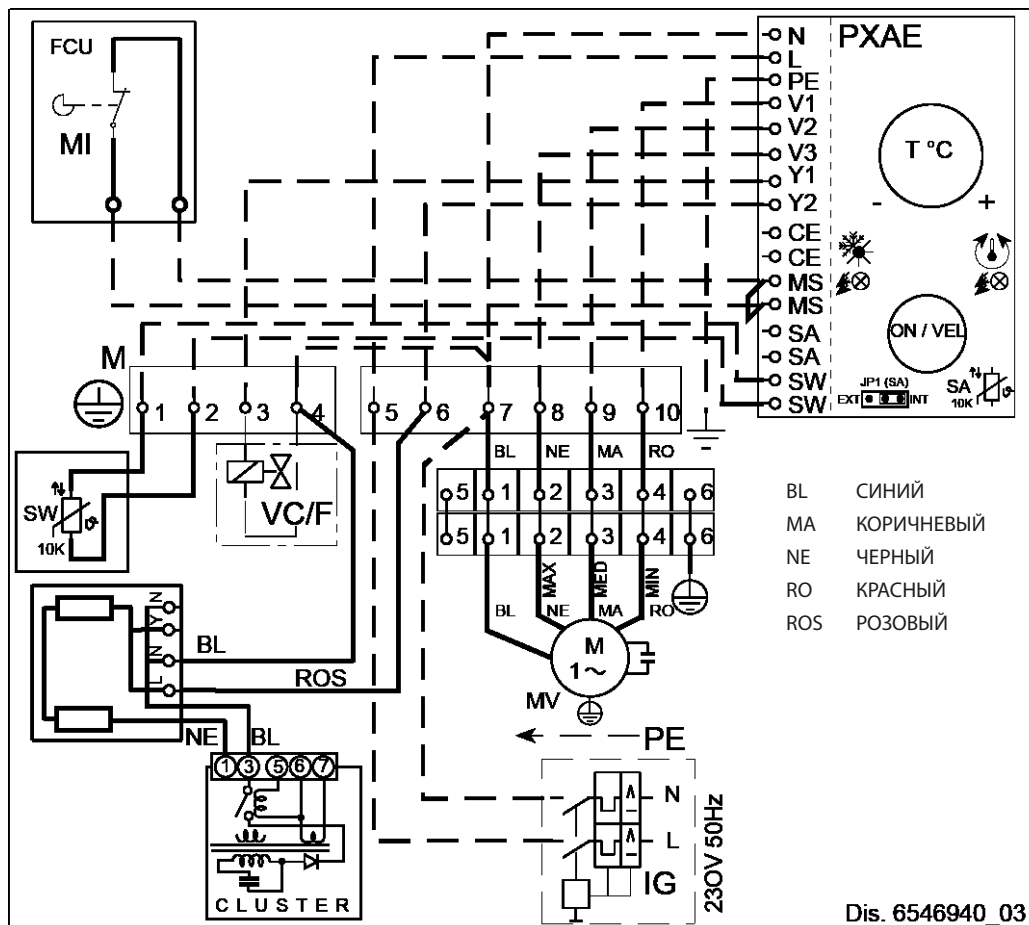 FCU
MI
N
L
PE
V1
V2
V3
Y1
Y2
CE
CE
MS
MS
SA
SA
SW
SW
PXAE
T °C
- +
ON / VEL
JP1 (SA)
EXT INT
SA
10K
M
1 2 3 4 5 6 7 8 9 10
BL NE MA RO
5 1 2 3 4 6
5 1 2 3 4 6
MAX MED MIN
BL NE MA RO
M
1~
MV
SW
10K
VC/F
N
Y
N
L
BL
ROS
NE BL
1 3 5 6 7
CLUSTER
PE
N
L
IG
230V 50Hz
BL СИНИЙ
MA КОРИЧНЕВЫЙ
NE ЧЕРНЫЙ
RO КРАСНЫЙ
ROS РОЗОВЫЙ
Dis. 6546940_03